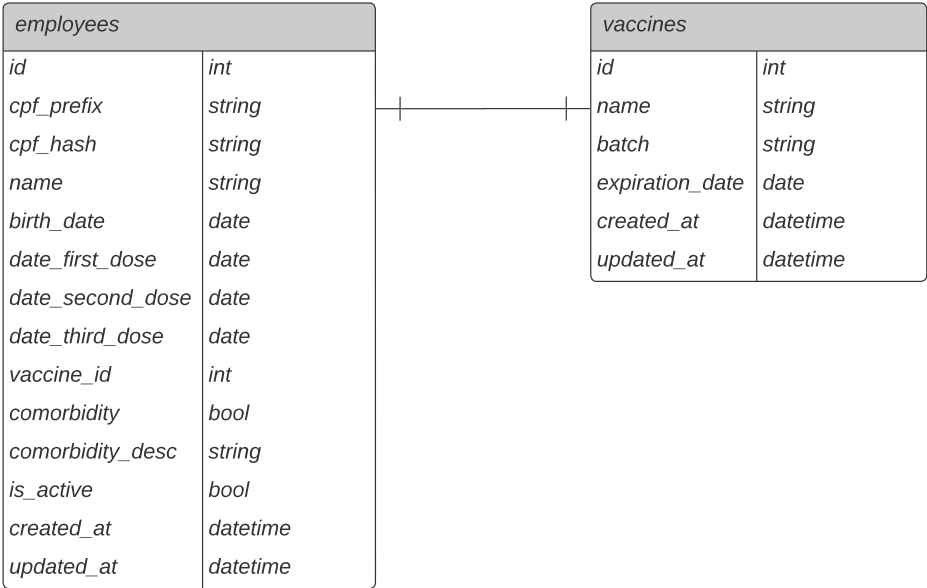 employees
id int
cpf_prefix string
cpf_hash string
name string
birth_date date
date_first_dose date
date_second_dose date
date_third_dose date
vaccine_id int
comorbidity bool
comorbidity_desc string
is_active bool
created_at datetime
updated_at datetime
vaccines
id int
name string
batch string
expiration_date date
created_at datetime
updated_at datetime